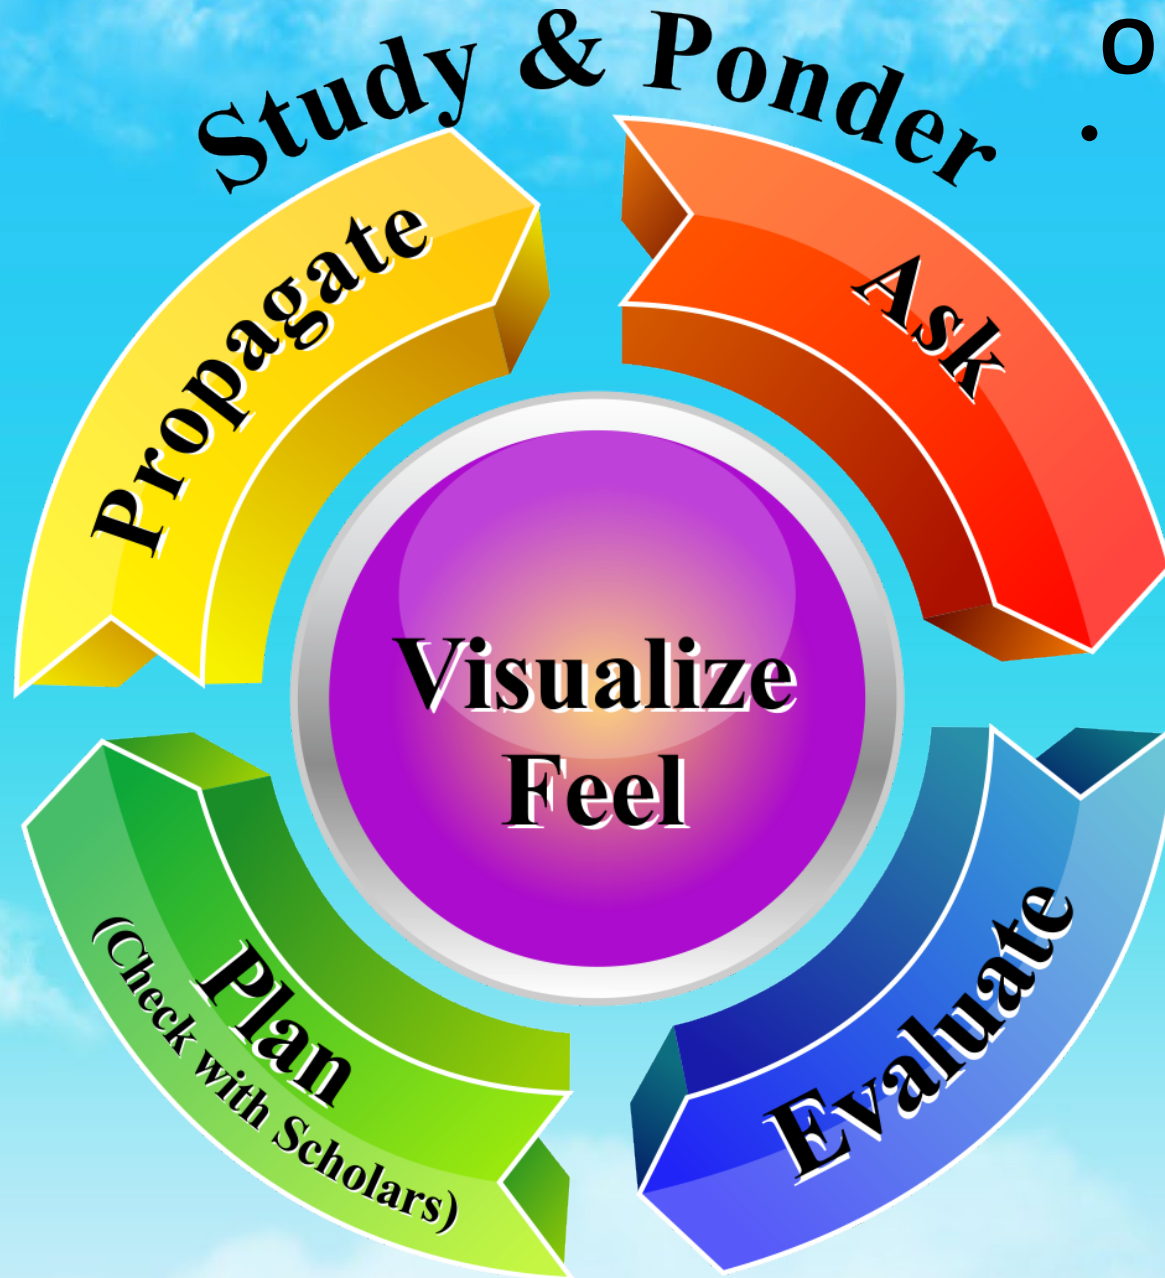 O
Study & Ponder
•
Ask
Propagate
Visualize
Feel
Evaluate
Plan
(Check with Scholars)